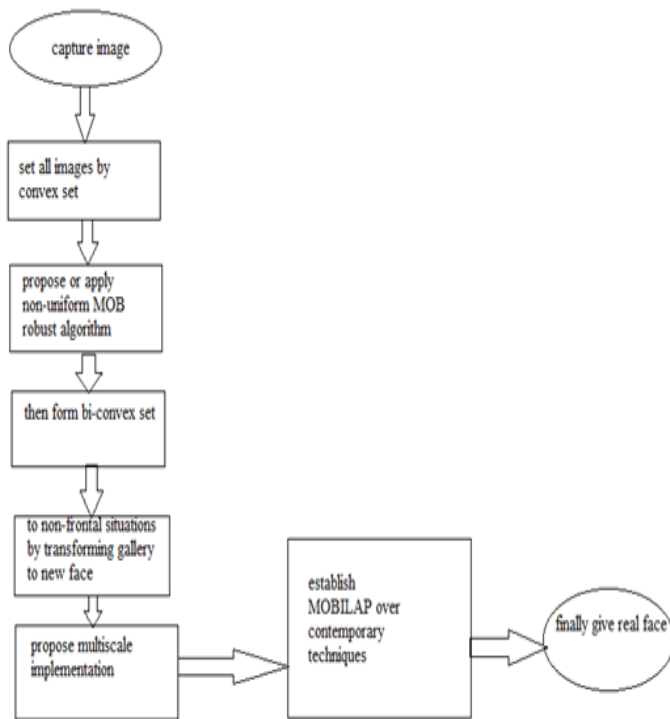 capture image
set all images by
convex set
propose or apply
non-uniform MOB
robust algorithm
then form bi-convex set
to non-frontal situations
by transforming gallery
to new face
propose multiscale
implementation
establish
MOBILAP over
contemporary
techniques
finally give real face